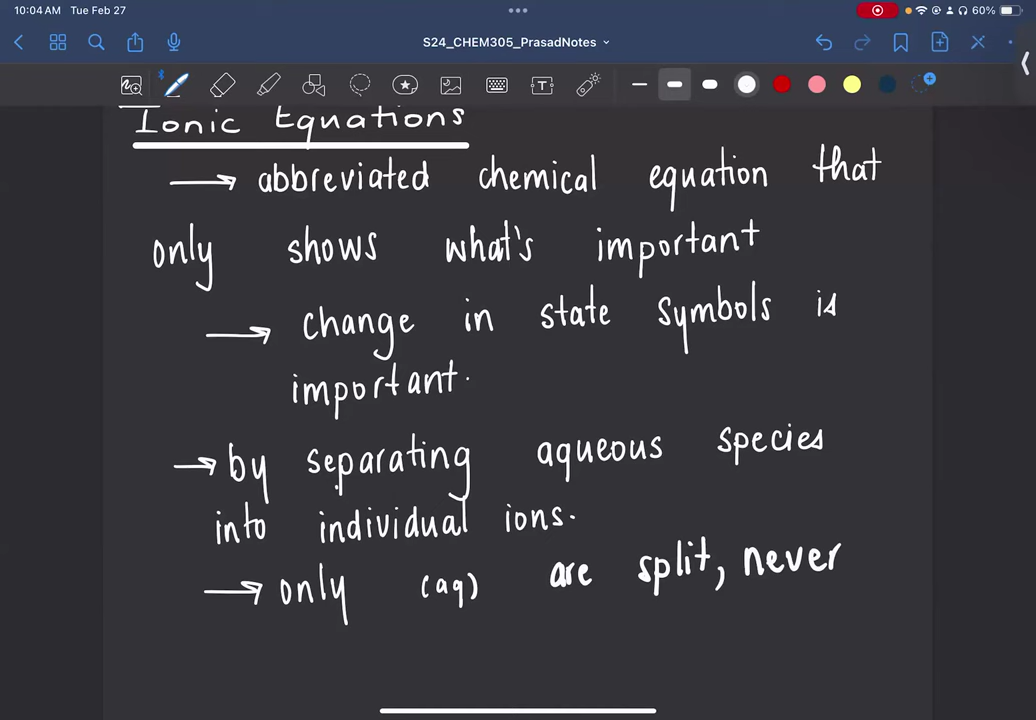 10:04 AM Tue Feb 27
60%
S24_CHEM305_PrasadNotes
Ionic Equations
→ abbreviated chemical equation that
only shows what's important
→ change in state symbols is
important.
→ by separating aqueous species
into individual ions.
→ only (aq) are split, never